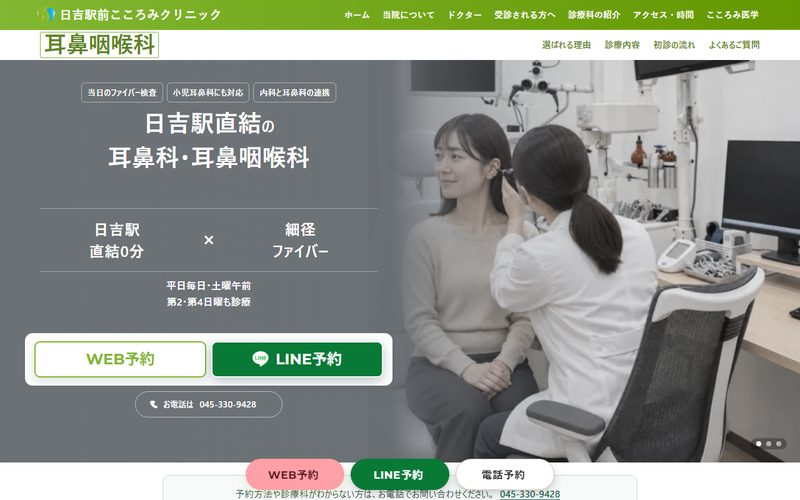 日吉駅前こころみクリニック
ホーム 当院について ドクター 受診される方へ 診療科の紹介 アクセス・時間 こころみ医学
耳鼻咽喉科
選ばれる理由 診療内容 初診の流れ よくあるご質問
当日のファイバー検査 小児耳鼻科にも対応 内科と耳鼻科の連携
日吉駅直結の
耳鼻科・耳鼻咽喉科
日吉駅 直結0分 × 細径 ファイバー
平日毎日・土曜午前
第2・第4日曜も診療
WEB予約 LINE LINE予約
お電話は 045-330-9428
WEB予約 LINE予約 電話予約
予約方法や診療科がわからない方は、お電話でお問い合わせください。 045-330-9428